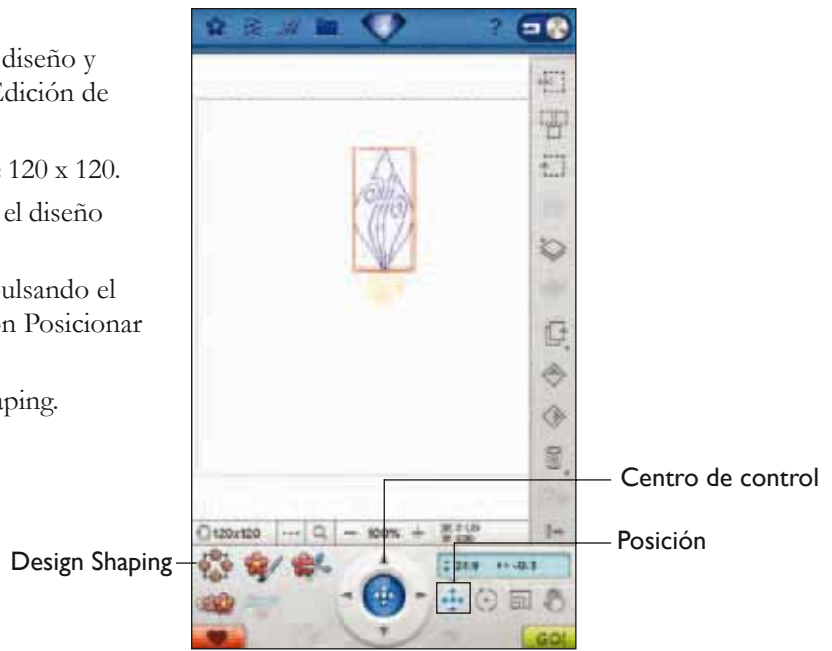 diseño y
Edición de
120 x 120.
el diseño
ulsando el
n Posicionar
aping.
?
Centro de control
120x120
100%
Posición
Design Shaping
GO!